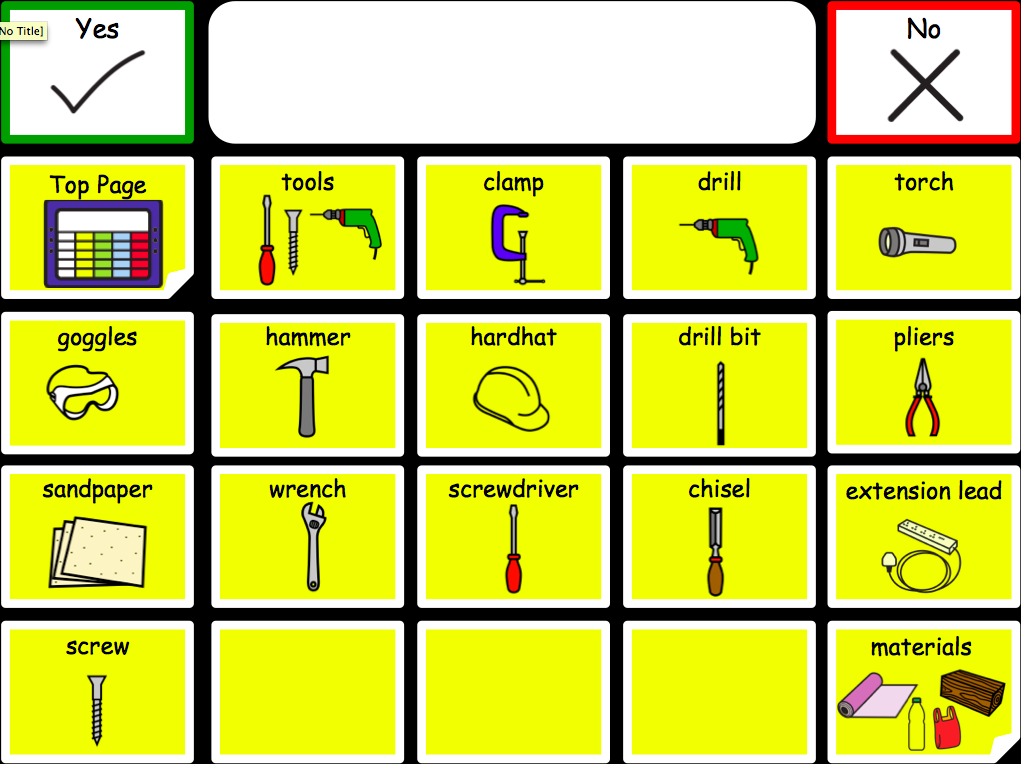 Yes
No Title]
No
Top Page
tools
clamp
drill
torch
goggles
hammer
hardhat
drill bit
pliers
sandpaper
wrench
screwdriver
chisel
extension lead
screw
materials